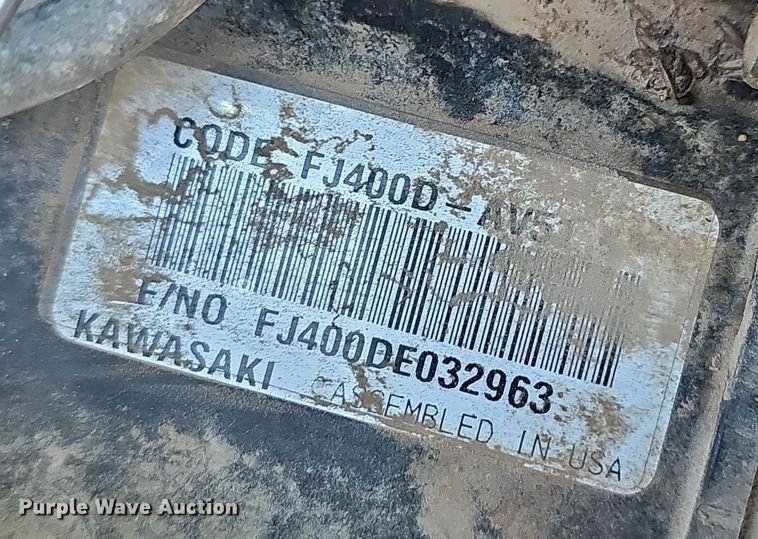 CODE FJ400D-AV
E/NO FJ400DE032963
KAWASAKI ASSEMBLED IN USA
Purple Wave Auction